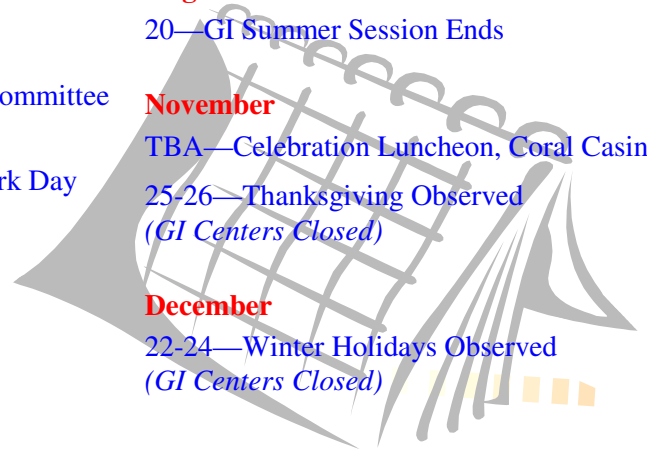 20—GI Summer Session Ends
ommittee
November
TBA—Celebration Luncheon, Coral Casin
rk Day
25-26—Thanksgiving Observed
(GI Centers Closed)
December
22-24—Winter Holidays Observed
(GI Centers Closed)